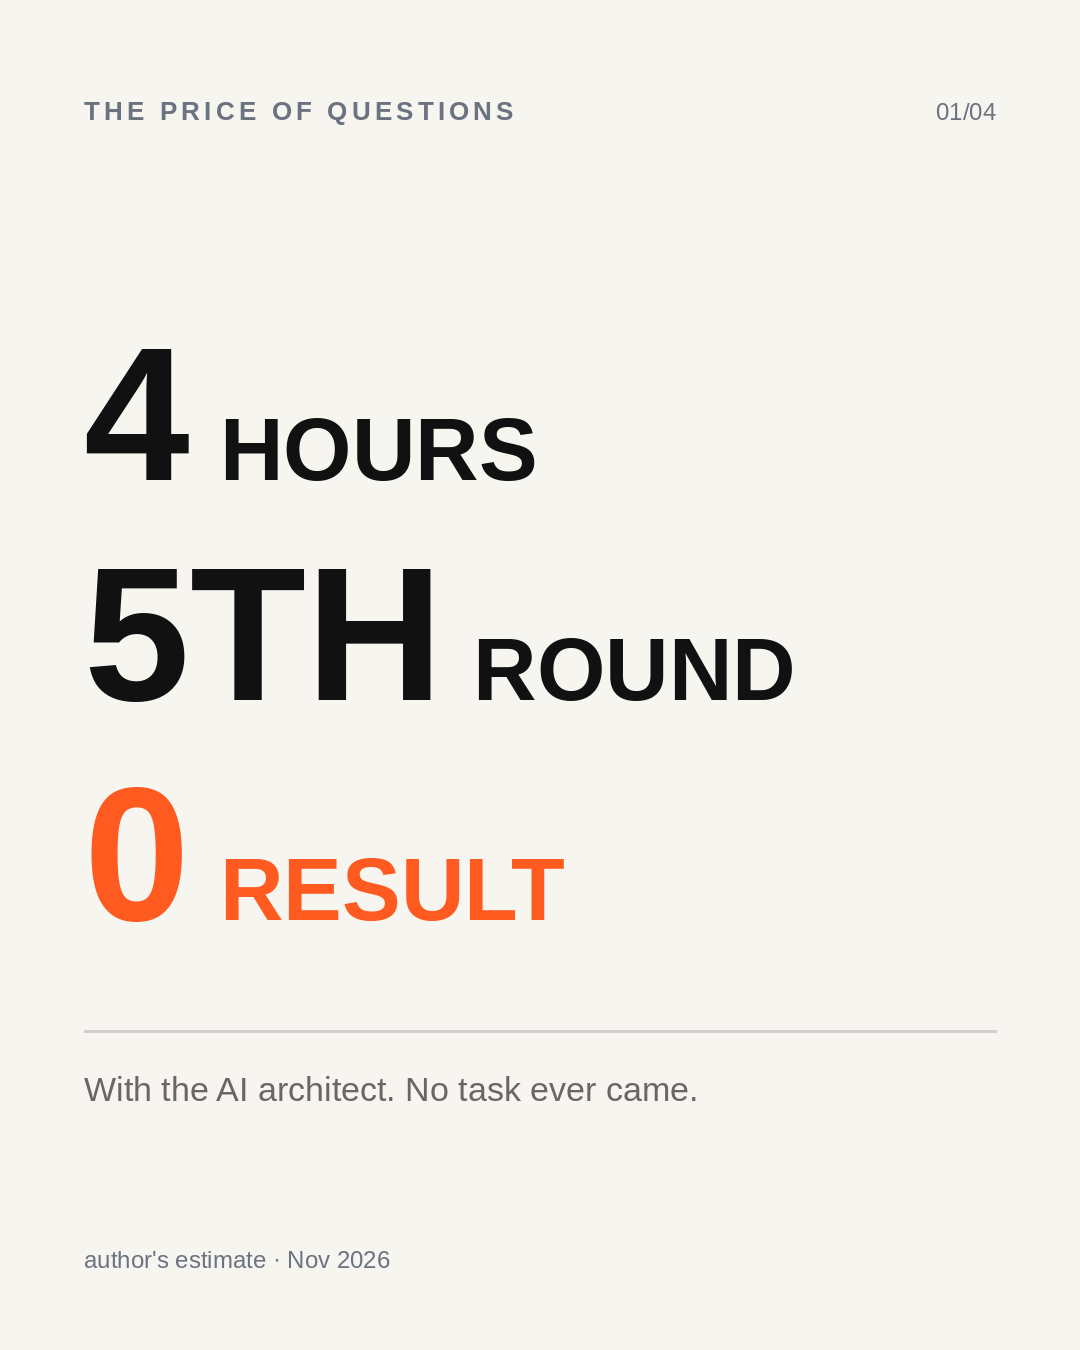 THE PRICE OF QUESTIONS
01/04
4 HOURS
5TH ROUND
0 RESULT
With the AI architect. No task ever came.
author's estimate · Nov 2026